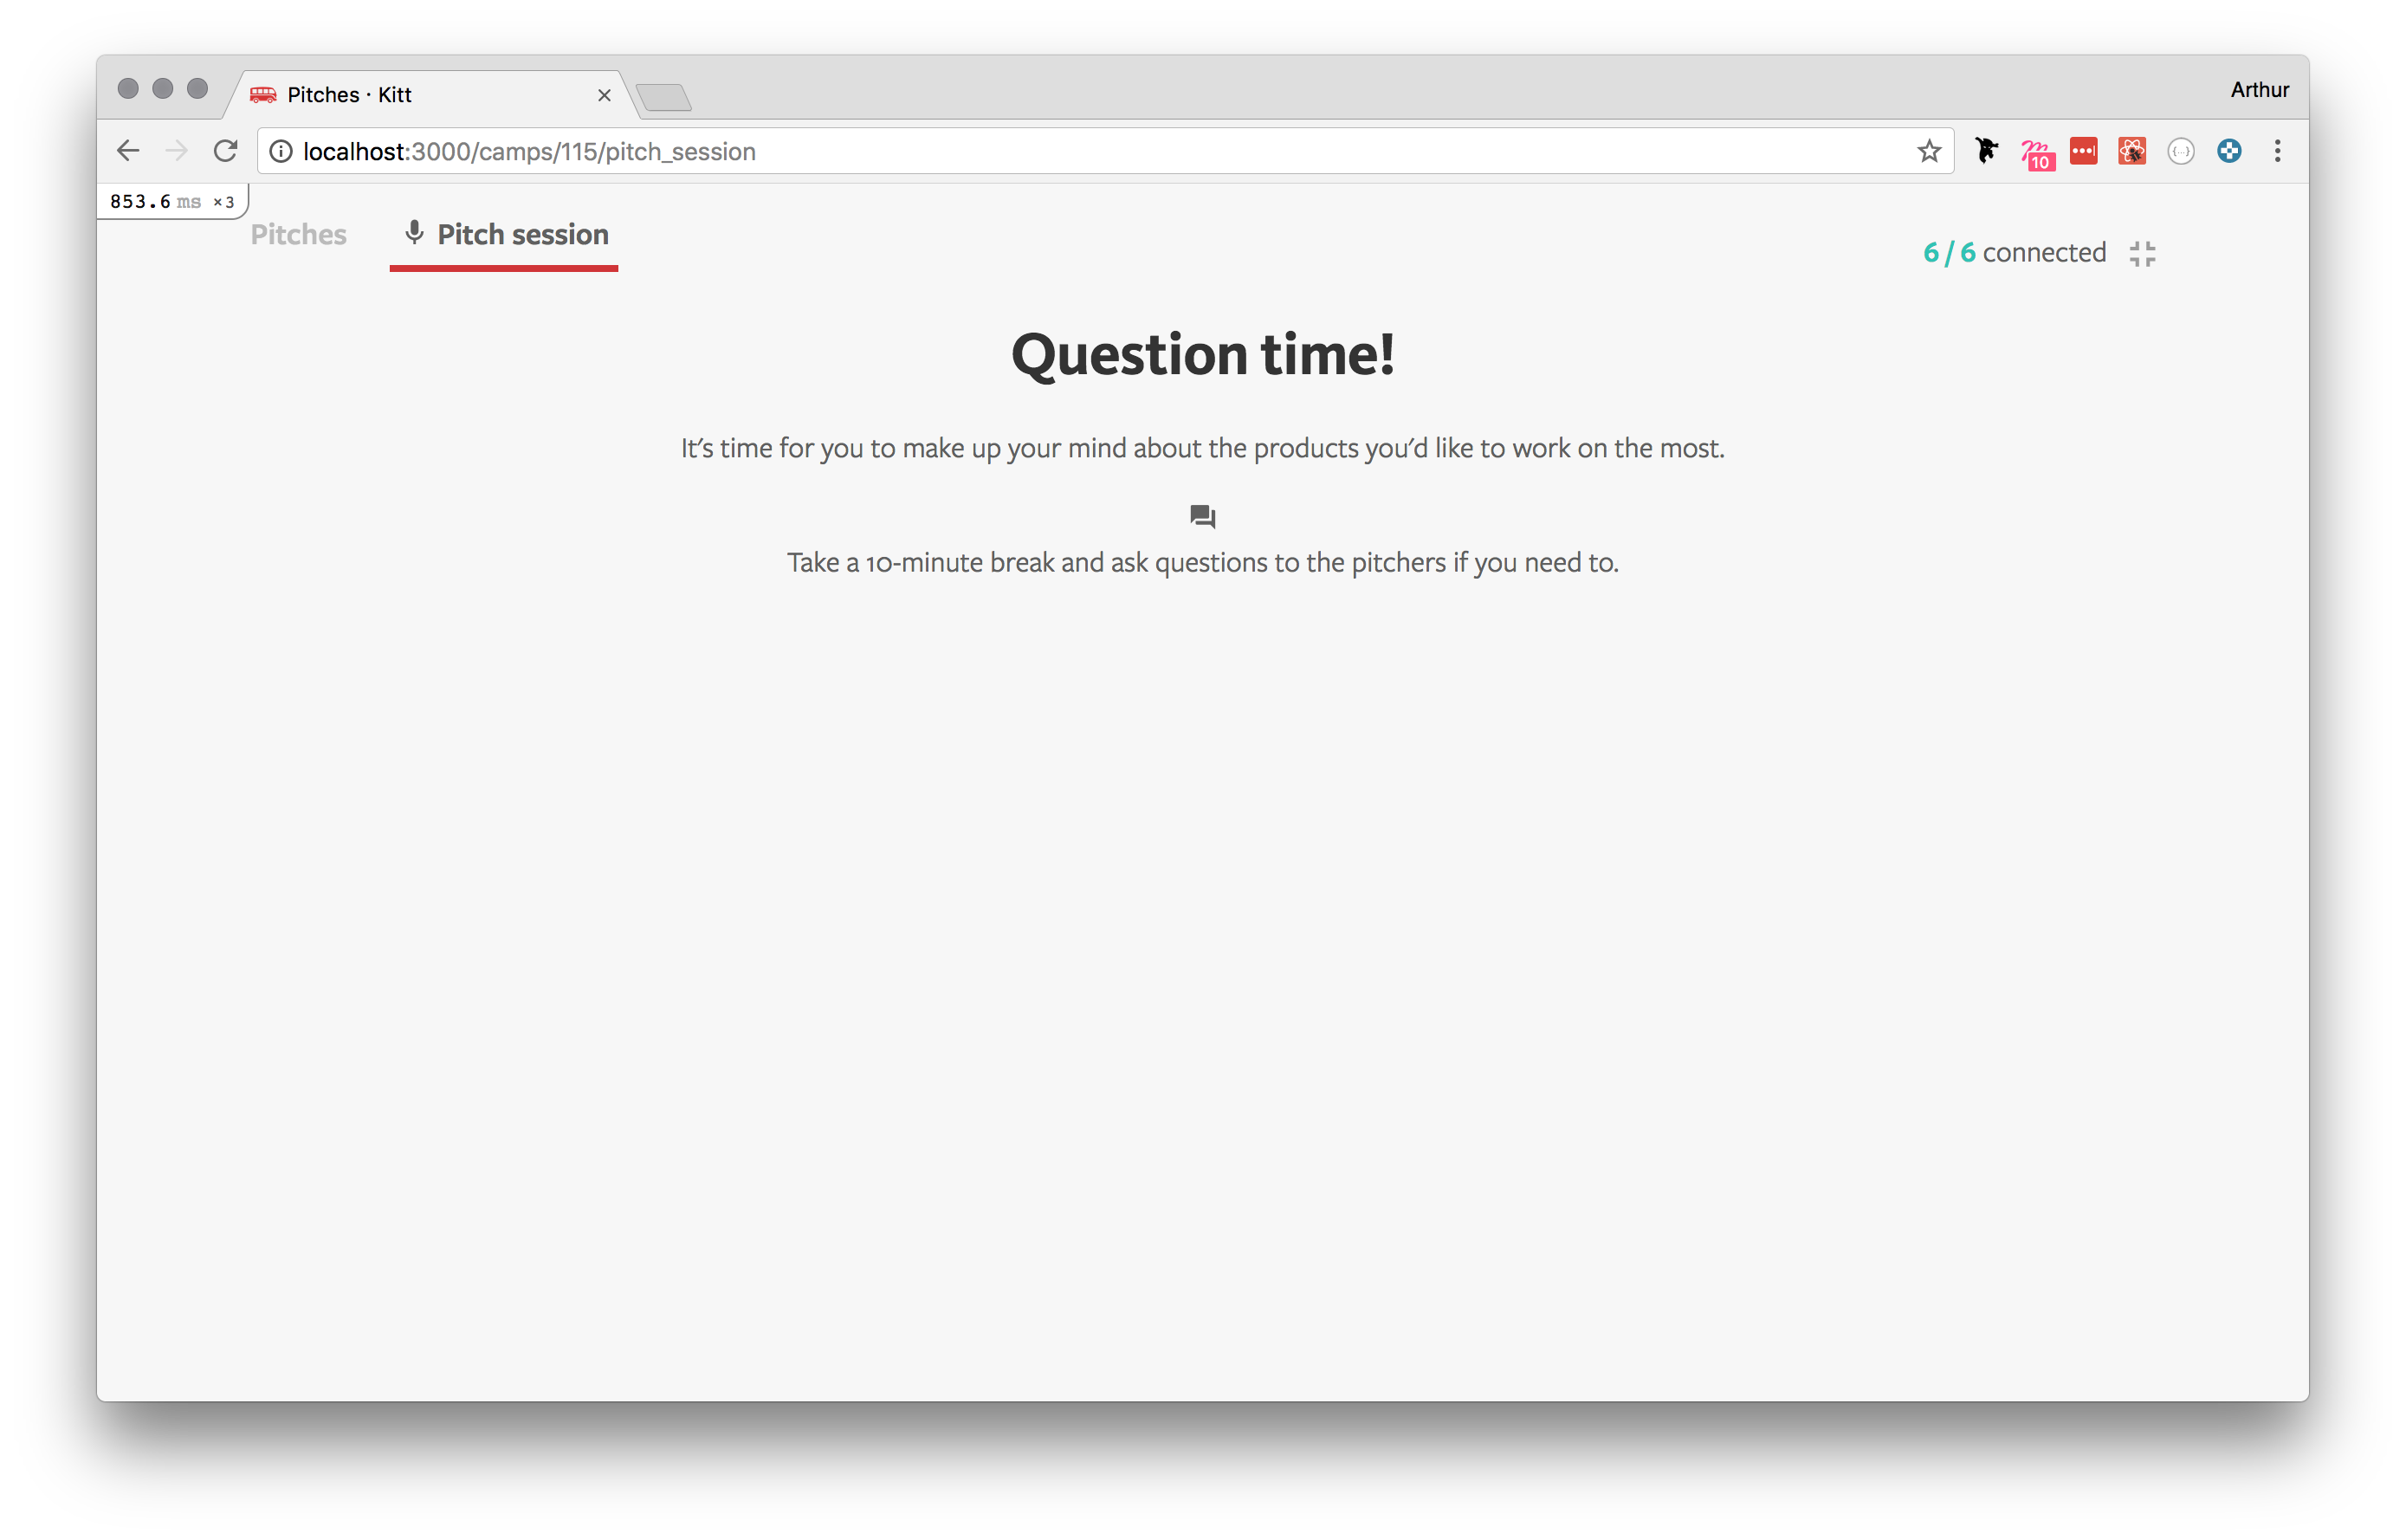 Pitches · Kitt
Arthur
localhost:3000/camps/115/pitch_session
10
853.6 ms ×3
Pitches
Pitch session
6 / 6 connected
Question time!
It's time for you to make up your mind about the products you'd like to work on the most.
Take a 10-minute break and ask questions to the pitchers if you need to.